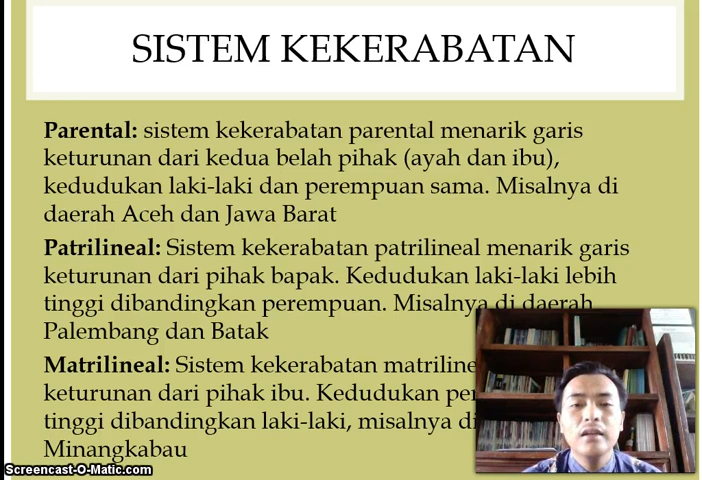 SISTEM KEKERABATAN
Parental: sistem kekerabatan parental menarik garis
keturunan dari kedua belah pihak (ayah dan ibu),
kedudukan laki-laki dan perempuan sama. Misalnya di
daerah Aceh dan Jawa Barat
Patrilineal: Sistem kekerabatan patrilineal menarik garis
keturunan dari pihak bapak. Kedudukan laki-laki lebih
tinggi dibandingkan perempuan. Misalnya di daerah
Palembang dan Batak
Matrilineal: Sistem kekerabatan
keturunan dari pihak ibu. Kedudukan
tinggi dibandingkan laki-laki, misalnya
Minangkabau
Screencast-O-Matic.com